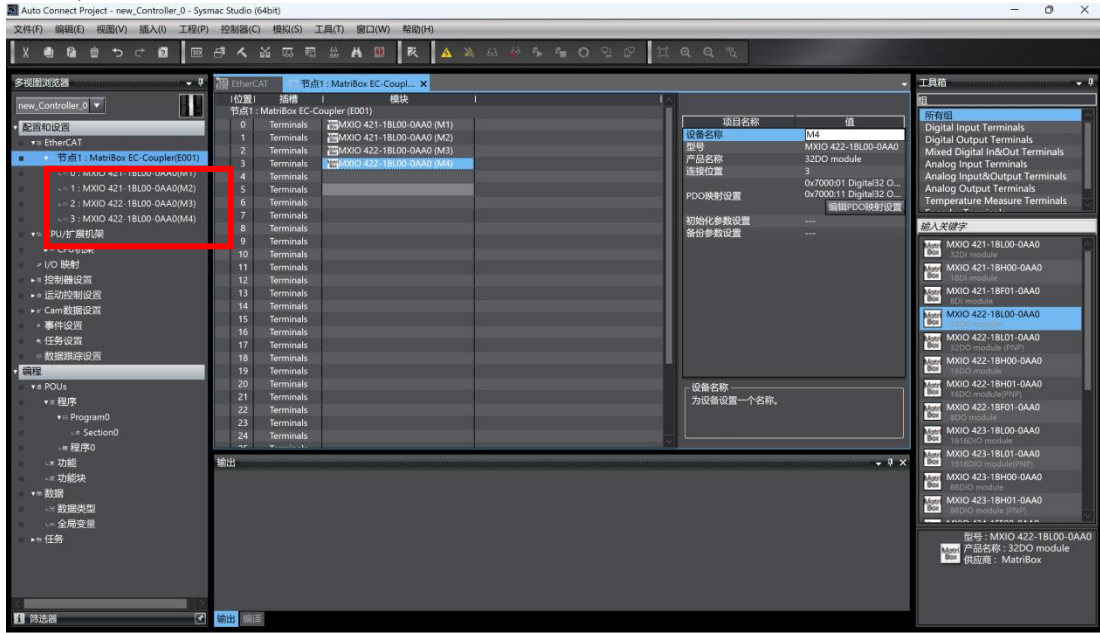 Auto Connect Project - new_Controller_0 - Sysmac Studio (64bit)
文件(F) 编辑(E) 视图(V) 插入(I) 工程(P) 控制器(C) 模拟(S) 工具(T) 窗口(W) 帮助(H)
多视图浏览器
new_Controller_0
配置和设置
EtherCAT
节点1 : MatriBox EC-Coupler(E001)
0 : MXIO 421-1BL00-0AA0(M1)
1 : MXIO 421-1BL00-0AA0(M2)
2 : MXIO 422-1BL00-0AA0(M3)
3 : MXIO 422-1BL00-0AA0(M4)
CPU/扩展机架
CPU机架
I/O 映射
控制器设置
运动控制设置
Cam数据设置
事件设置
任务设置
数据跟踪设置
编程
POUs
程序
Program0
Section0
程序0
功能
功能块
数据
数据类型
全局变量
任务
筛选器
EtherCAT 节点1 : MatriBox EC-Coupl...
位置 插槽 模块
节点1 : MatriBox EC-Coupler (E001)
0 Terminals MXIO 421-1BL00-0AA0 (M1)
1 Terminals MXIO 421-1BL00-0AA0 (M2)
2 Terminals MXIO 422-1BL00-0AA0 (M3)
3 Terminals MXIO 422-1BL00-0AA0 (M4)
4 Terminals
5 Terminals
6 Terminals
7 Terminals
8 Terminals
9 Terminals
10 Terminals
11 Terminals
12 Terminals
13 Terminals
14 Terminals
15 Terminals
16 Terminals
17 Terminals
18 Terminals
19 Terminals
20 Terminals
21 Terminals
22 Terminals
23 Terminals
24 Terminals
25 Terminals
项目名称 值
设备名称 M4
型号 MXIO 422-1BL00-0AA0
产品名称 32DO module
连接位置 3
PDO映射设置 0x7000:01 Digital32 O...
0x7000:11 Digital32 O...
编辑PDO映射设置
初始化参数设置 ---
备份参数设置 ---
设备名称
为设备设置一个名称。
输出
输出 编译
工具箱
组
所有组
Digital Input Terminals
Digital Output Terminals
Mixed Digital In&Out Terminals
Analog Input Terminals
Analog Input&Output Terminals
Analog Output Terminals
Temperature Measure Terminals
输入关键字
MXIO 421-1BL00-0AA0
32DI module
MXIO 421-1BH00-0AA0
16DI module
MXIO 421-1BF01-0AA0
8DI module
MXIO 422-1BL00-0AA0
32DO module
MXIO 422-1BL01-0AA0
32DO module (PNP)
MXIO 422-1BH00-0AA0
16DO module
MXIO 422-1BH01-0AA0
16DO module(PNP)
MXIO 422-1BF01-0AA0
8DO module
MXIO 423-1BL00-0AA0
1616DIO module
MXIO 423-1BL01-0AA0
1616DIO module(PNP)
MXIO 423-1BH00-0AA0
88DIO module
MXIO 423-1BH01-0AA0
88DIO module (PNP)
型号 : MXIO 422-1BL00-0AA0
产品名称 : 32DO module
供应商 : MatriBox